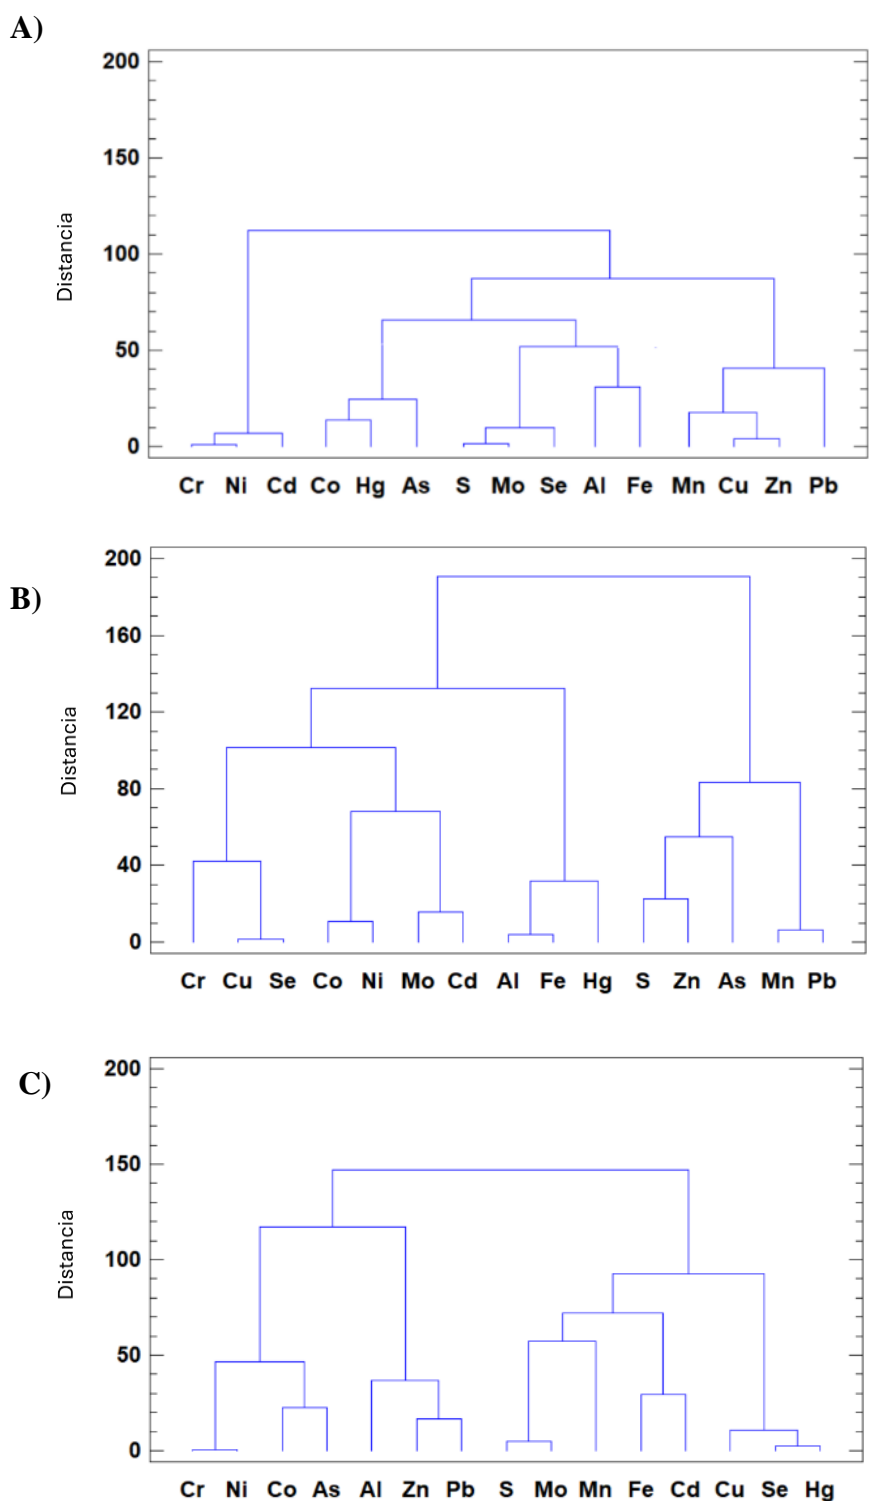 A)
200
150
100
50
0
Distancia
Cr Ni Cd Co Hg As S Mo Se Al Fe Mn Cu Zn Pb
B)
200
160
120
80
40
0
Distancia
Cr Cu Se Co Ni Mo Cd Al Fe Hg S Zn As Mn Pb
C)
200
150
100
50
0
Distancia
Cr Ni Co As Al Zn Pb S Mo Mn Fe Cd Cu Se Hg